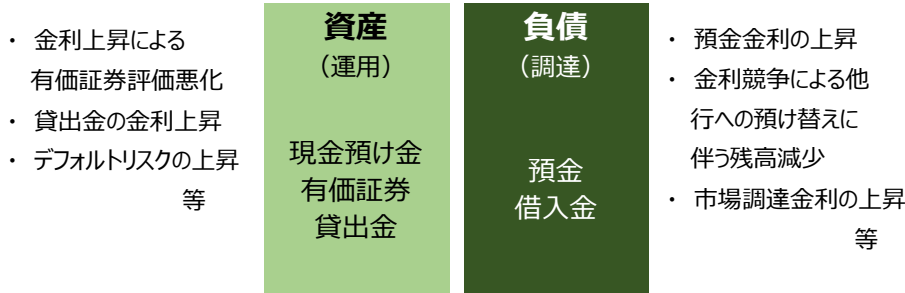 ・ 金利上昇による
有価証券評価悪化
・ 貸出金の金利上昇
・ デフォルトリスクの上昇
等
資産
（運用）
現金預け金
有価証券
貸出金
負債
（調達）
預金
借入金
・ 預金金利の上昇
・ 金利競争による他
行への預け替えに
伴う残高減少
・ 市場調達金利の上昇
等